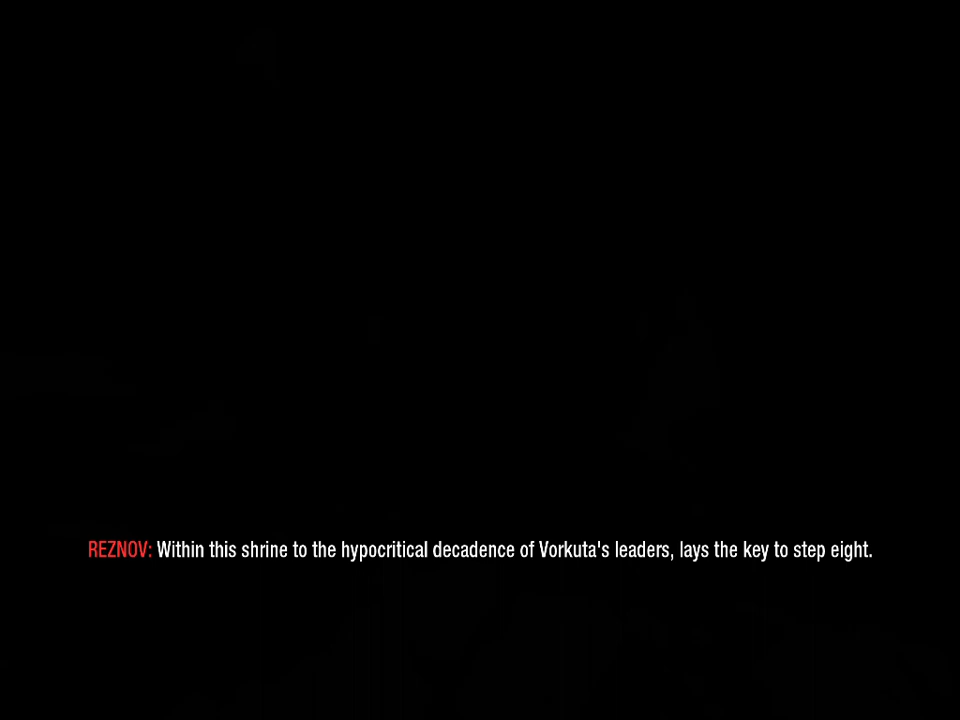 REZNOV: Within this shrine to the hypocritical decadence of Vorkuta's leaders, lays the key to step eight.